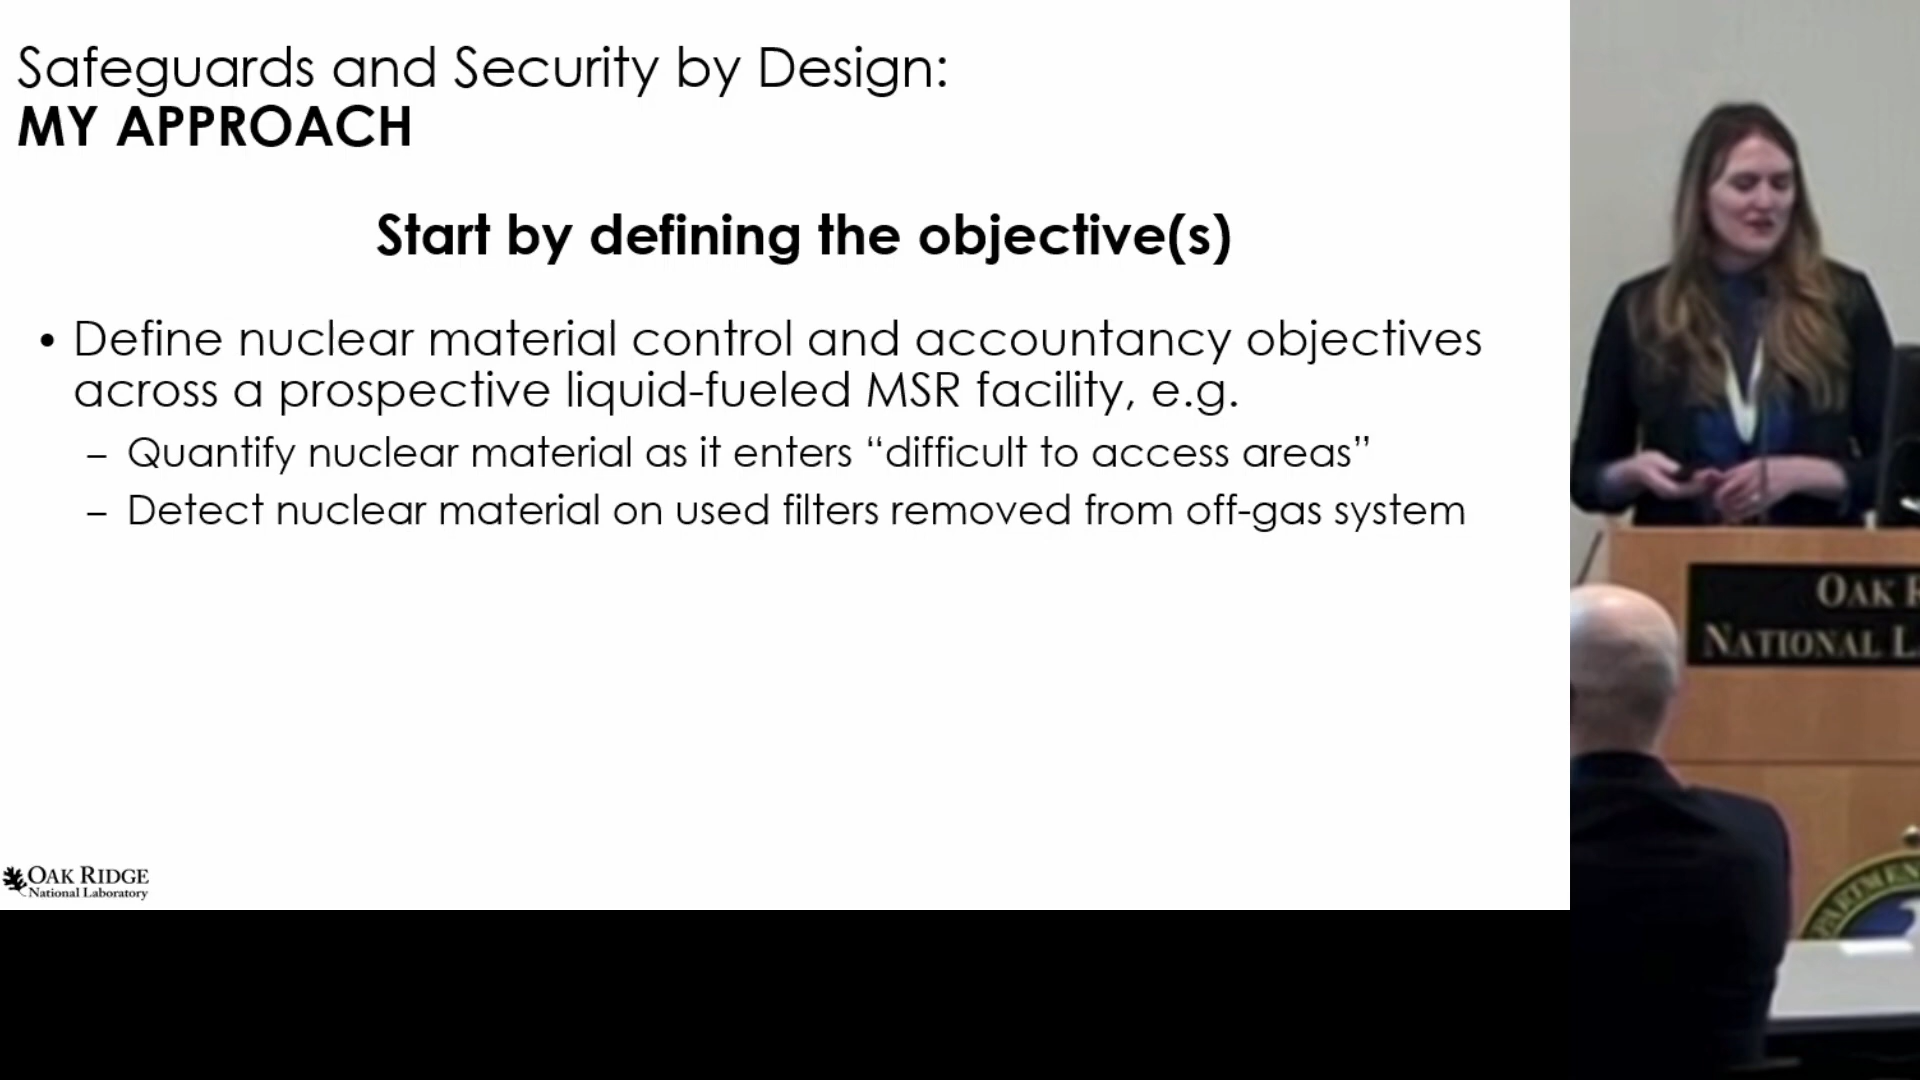 Safeguards and Security by Design:
MY APPROACH
Start by defining the objective(s)
• Define nuclear material control and accountancy objectives
across a prospective liquid-fueled MSR facility, e.g.
– Quantify nuclear material as it enters “difficult to access areas”
– Detect nuclear material on used filters removed from off-gas system
OAK RIDGE
National Laboratory
OAK
NATIONAL L